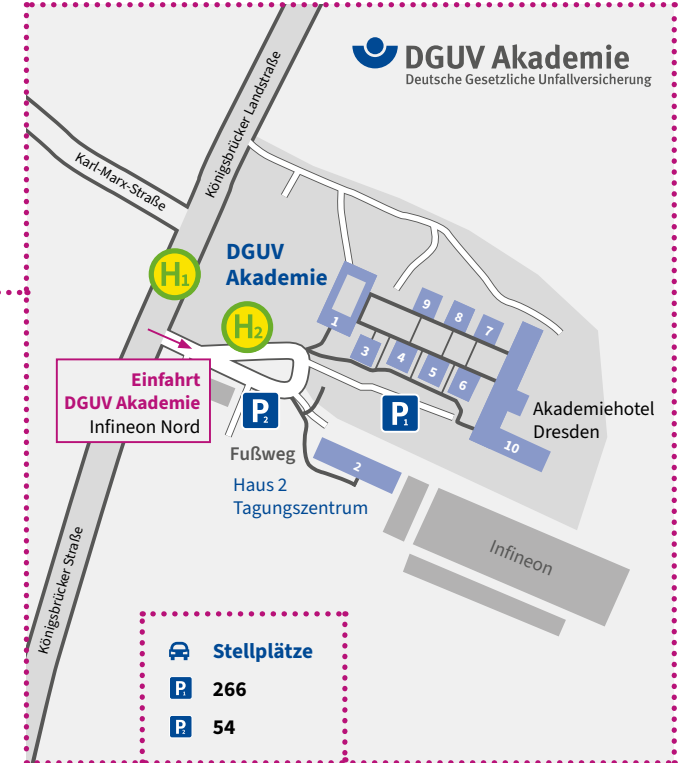 DGUV Akademie
Deutsche Gesetzliche Unfallversicherung
Königsbrücker Landstraße
Karl-Marx-Straße
DGUV
Akademie
H1
H2
1
9
8
7
3
4
5
6
10
Einfahrt
DGUV Akademie
Infineon Nord
P2
P1
Akademiehotel
Dresden
Fußweg
2
Haus 2
Tagungszentrum
Infineon
Königsbrücker Straße
Stellplätze
P1 266
P2 54